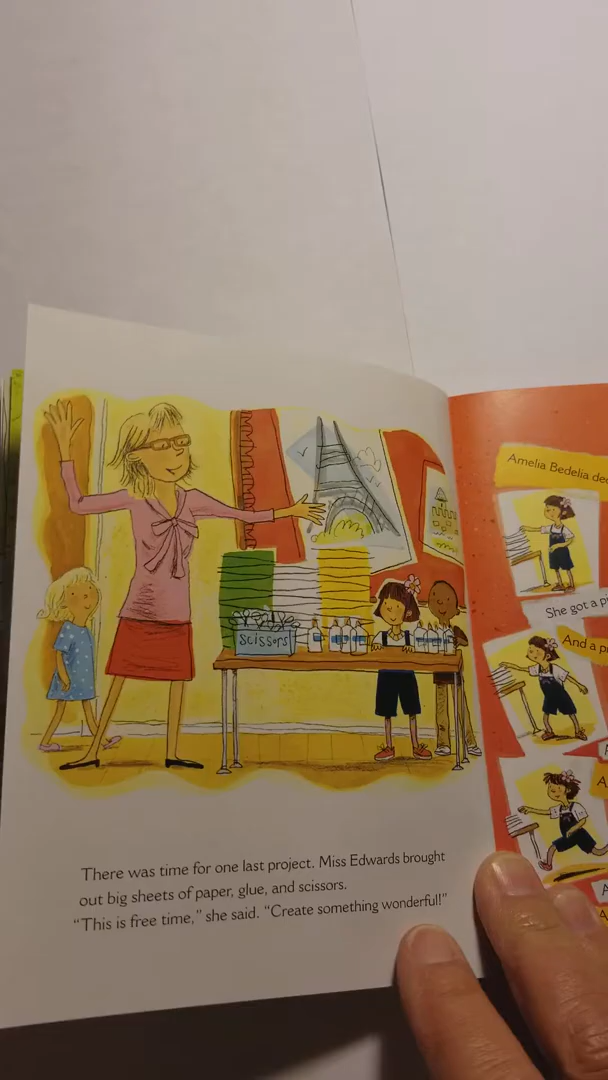 scissors
There was time for one last project. Miss Edwards brought
out big sheets of paper, glue, and scissors.
“This is free time,” she said. “Create something wonderful!”
Amelia Bedelia
She got a
And a